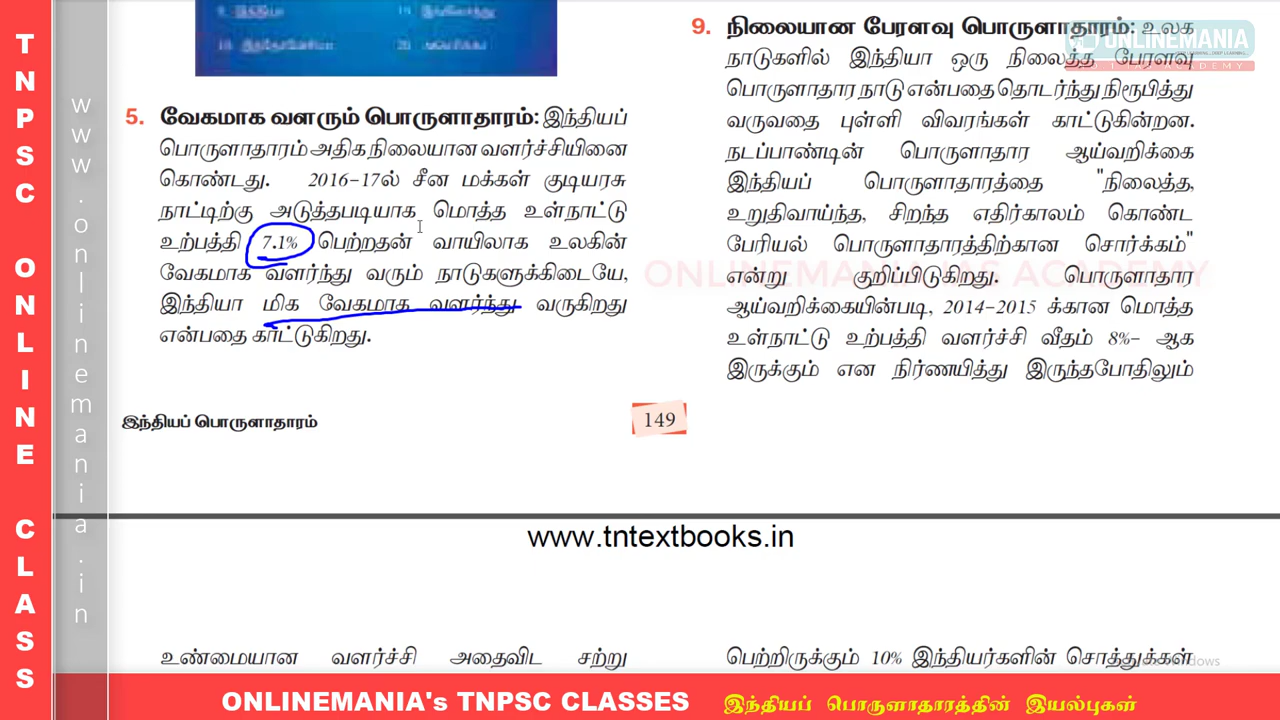 TNPSC ONLINE CLASS
www.onlinemania.in
ONLINEMANIA
IAS ACADEMY
5. வேகமாக வளரும் பொருளாதாரம்: இந்தியப்
பொருளாதாரம் அதிக நிலையான வளர்ச்சியினை
கொண்டது. 2016-17ல் சீன மக்கள் குடியரசு
நாட்டிற்கு அடுத்தபடியாக மொத்த உள்நாட்டு
உற்பத்தி 7.1% பெற்றதன் வாயிலாக உலகின்
வேகமாக வளர்ந்து வரும் நாடுகளுக்கிடையே,
இந்தியா மிக வேகமாக வளர்ந்து வருகிறது
என்பதை காட்டுகிறது.
9. நிலையான பேரளவு பொருளாதாரம்: உலக
நாடுகளில் இந்தியா ஒரு நிலைத்த பேரளவு
பொருளாதார நாடு என்பதை தொடர்ந்து நிரூபித்து
வருவதை புள்ளி விவரங்கள் காட்டுகின்றன.
நடப்பாண்டின் பொருளாதார ஆய்வறிக்கை
இந்தியப் பொருளாதாரத்தை "நிலைத்த,
உறுதிவாய்ந்த, சிறந்த எதிர்காலம் கொண்ட
பேரியல் பொருளாதாரத்திற்கான சொர்க்கம்"
என்று குறிப்பிடுகிறது. பொருளாதார
ஆய்வறிக்கையின்படி, 2014-2015 க்கான மொத்த
உள்நாட்டு உற்பத்தி வளர்ச்சி வீதம் 8%- ஆக
இருக்கும் என நிர்ணயித்து இருந்தபோதிலும்
ONLINEMANIA IAS ACADEMY
இந்தியப் பொருளாதாரம்
149
www.tntextbooks.in
உண்மையான வளர்ச்சி அதைவிட சற்று
பெற்றிருக்கும் 10% இந்தியர்களின் சொத்துக்கள்
ONLINEMANIA's TNPSC CLASSES
இந்தியப் பொருளாதாரத்தின் இயல்புகள்